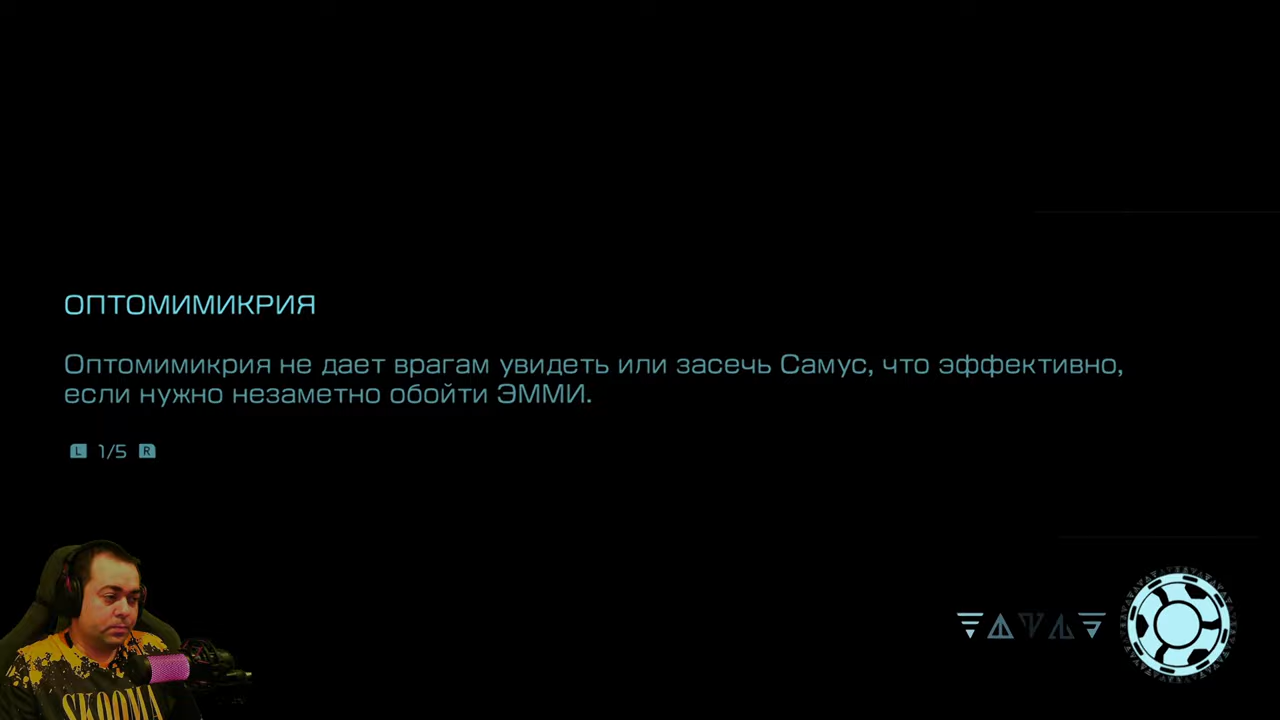 ОПТОМИМИКРИЯ
Оптомимикрия не дает врагам увидеть или засечь Самус, что эффективно,
если нужно незаметно обойти ЭММИ.
L 1/5 R
SKOOMA